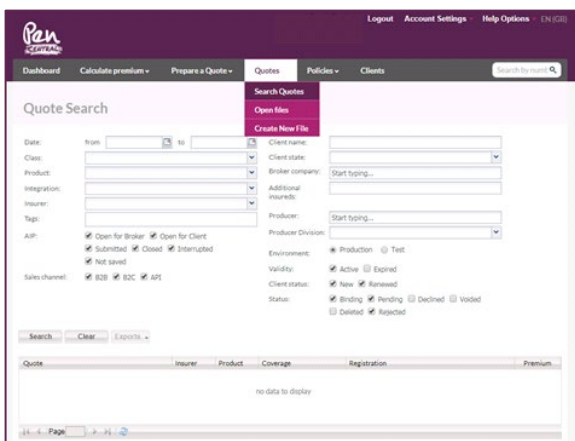 Logout Account Settings Help Options EN (GB)
Pen
CENTRAL
Dashboard Calculate premium Prepare a Quote Quotes Policies Clients Search by numb
Search Quotes
Open files
Create New File
Quote Search
Date: from to Client name:
Class: Client state:
Product: Broker company: Start typing...
Integration: Additional
insureds:
Insurer:
Tags: Producer: Start typing...
AIP: Open for Broker Open for Client Producer Division:
Submitted Closed Interrupted Environment: Production Test
Not saved Validity: Active Expired
Sales channel: B2B B2C API Client status: New Renewed
Status: Binding Pending Declined Voided
Deleted Rejected
Search Clear Exports
Quote Insurer Product Coverage Registration Premium
no data to display
Page